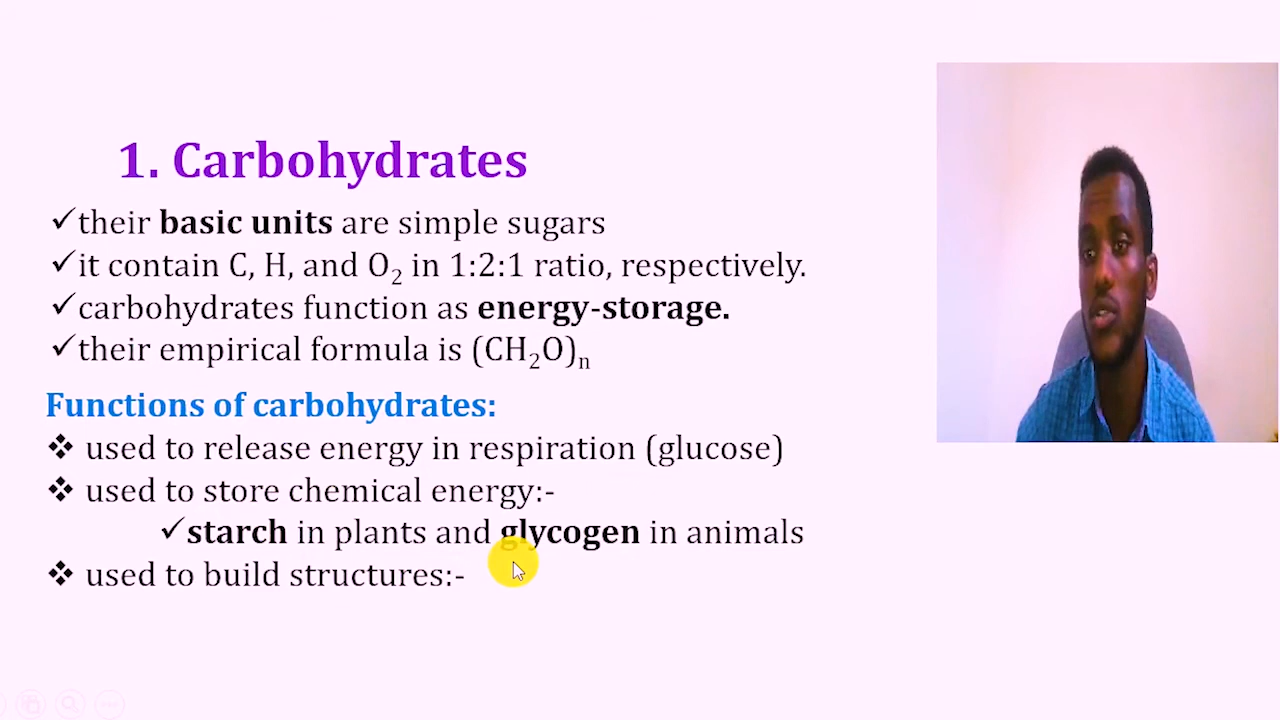 1. Carbohydrates
✓their basic units are simple sugars
✓it contain C, H, and O₂ in 1:2:1 ratio, respectively.
✓carbohydrates function as energy-storage.
✓their empirical formula is (CH₂O)ₙ
Functions of carbohydrates:
❖ used to release energy in respiration (glucose)
❖ used to store chemical energy:-
✓starch in plants and glycogen in animals
❖ used to build structures:-